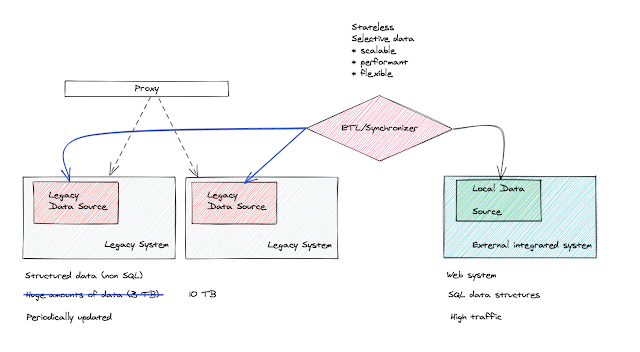 Stateless
Selective data
* scalable
* performant
* flexible
Proxy
ETL/Synchronizer
Legacy
Data Source
Legacy System
Legacy
Data Source
Legacy System
Local Data
Source
External integrated system
Structured data (non SQL)
Huge amounts of data (3 TB)
10 TB
Periodically updated
Web system
SQL data structures
High traffic